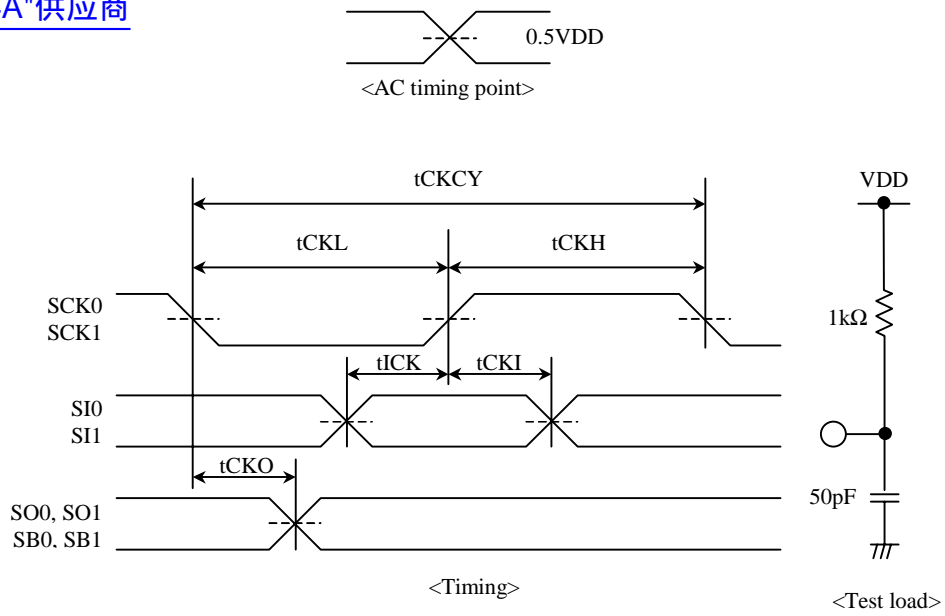 A"供应商
0.5VDD
<AC timing point>
tCKCY
VDD
tCKL
tCKH
SCK0
SCK1
1kΩ
tICK
tCKI
SI0
SI1
tCKO
SO0, SO1
SB0, SB1
50pF
<Timing>
<Test load>